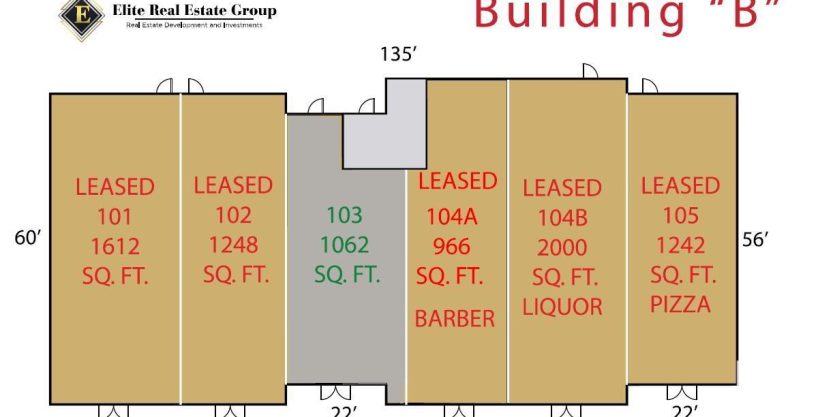 E
Elite Real Estate Group
Real Estate Development and Investments
Building "B"
135'
LEASED
101
1612
SQ. FT.
LEASED
102
1248
SQ. FT.
103
1062
SQ. FT.
LEASED
104A
966
SQ. FT.
BARBER
LEASED
104B
2000
SQ. FT.
LIQUOR
LEASED
105
1242
SQ. FT.
PIZZA
60'
56'
22'
22'